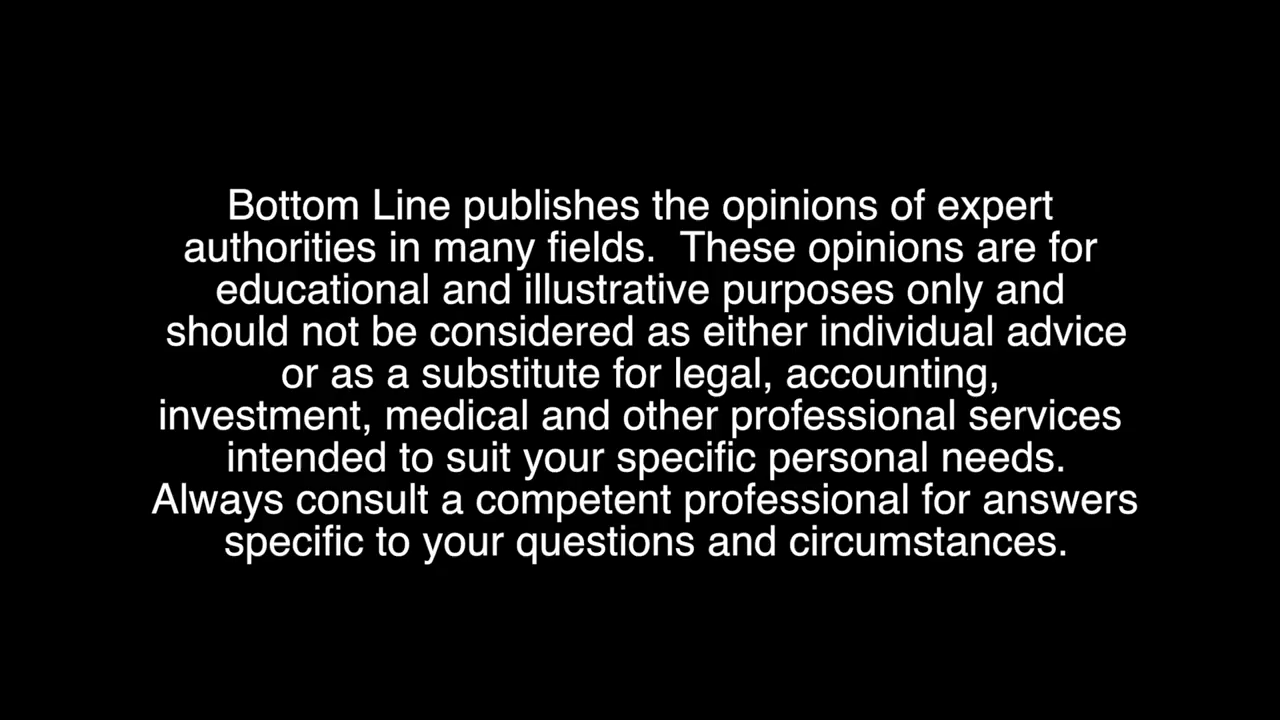 Bottom Line publishes the opinions of expert
authorities in many fields.  These opinions are for
educational and illustrative purposes only and
should not be considered as either individual advice
or as a substitute for legal, accounting,
investment, medical and other professional services
intended to suit your specific personal needs.
Always consult a competent professional for answers
specific to your questions and circumstances.